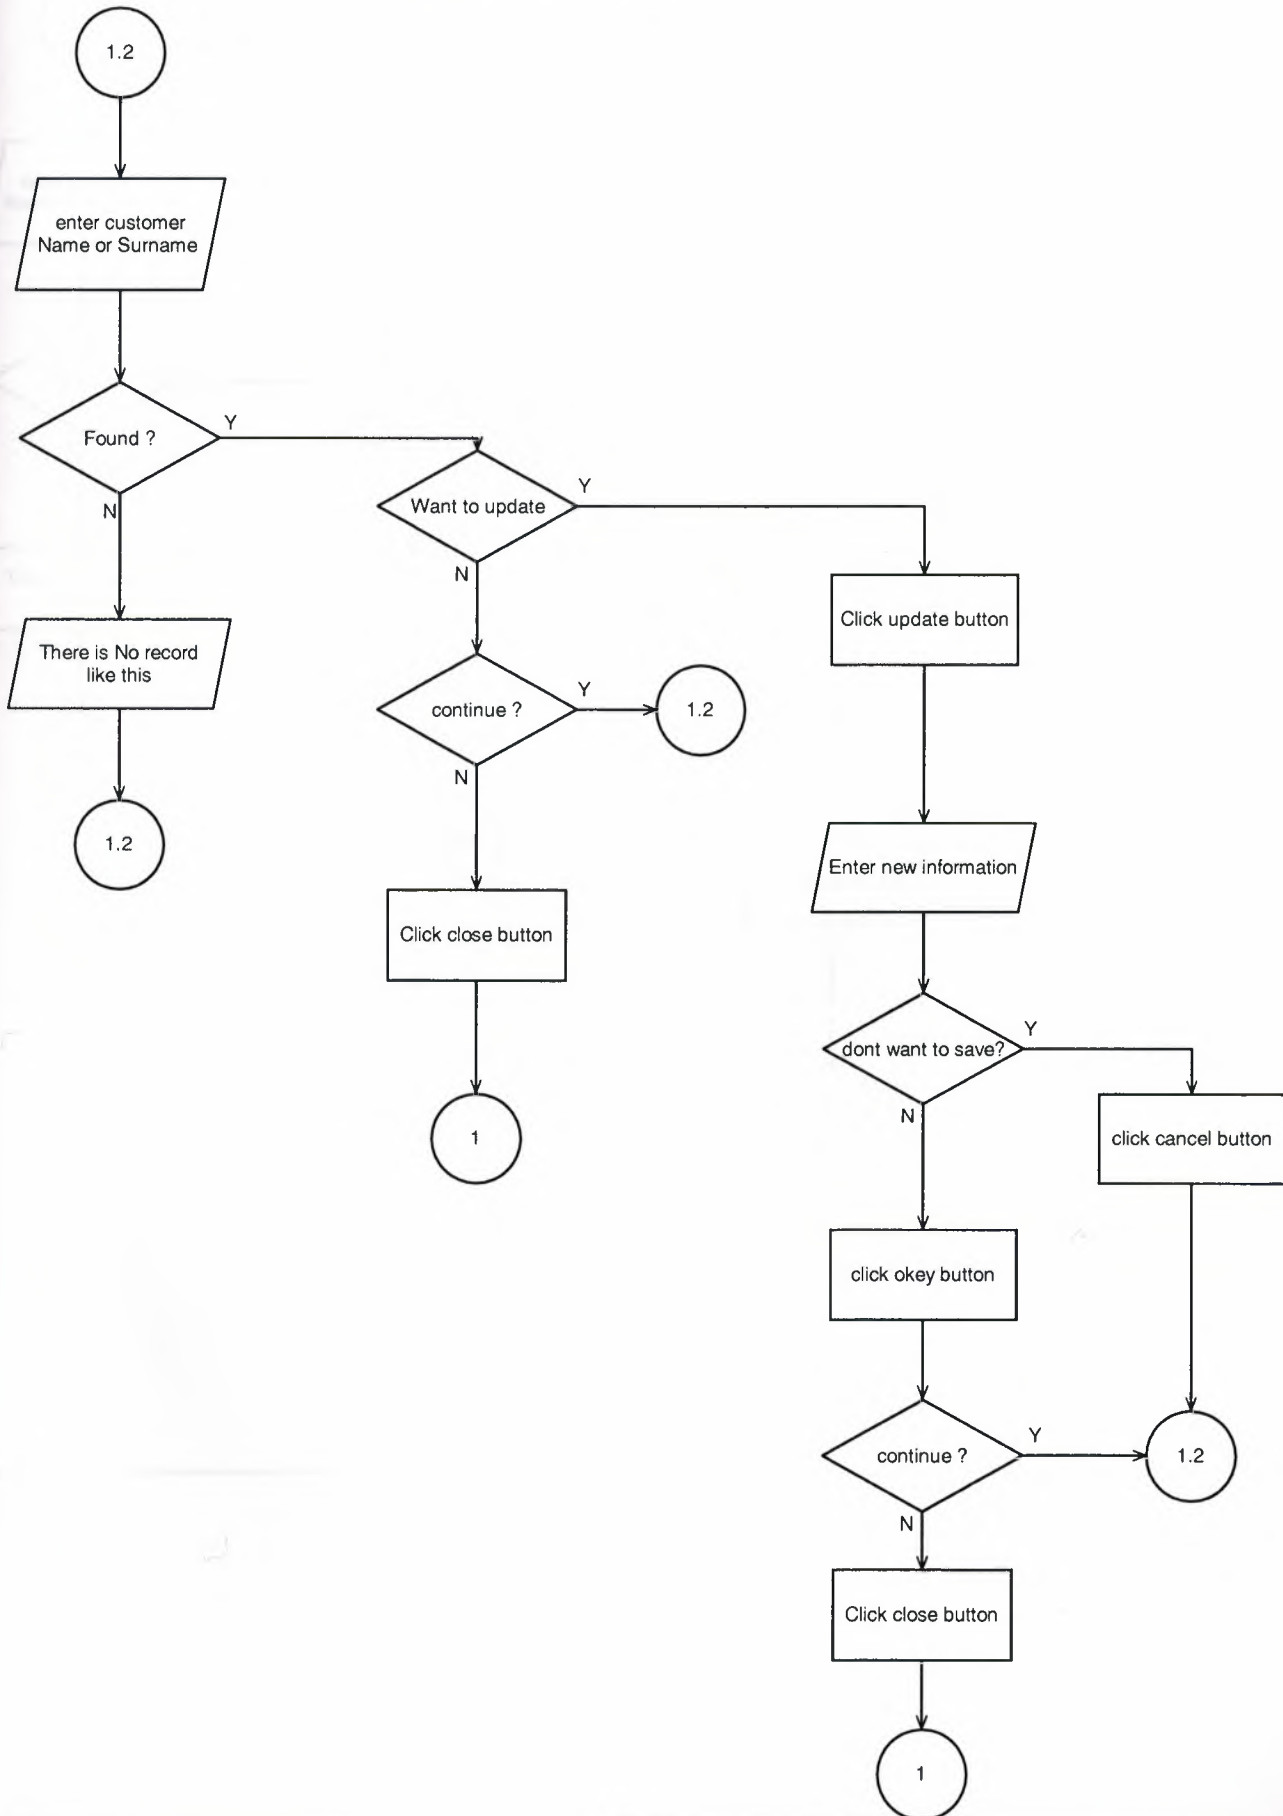 1.2
enter customer
Name or Surname
Found ?
Y
N
There is No record
like this
1.2
Want to update
Y
N
continue ?
Y
1.2
N
Click close button
1
Click update button
Enter new information
dont want to save?
Y
click cancel button
N
click okey button
continue ?
Y
1.2
N
Click close button
1